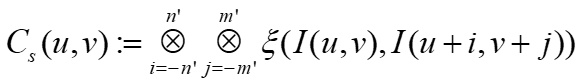 C_s(u,v) := ⊗_{i=-n'}^{n'} ⊗_{j=-m'}^{m'} ξ(I(u,v), I(u+i,v+j))